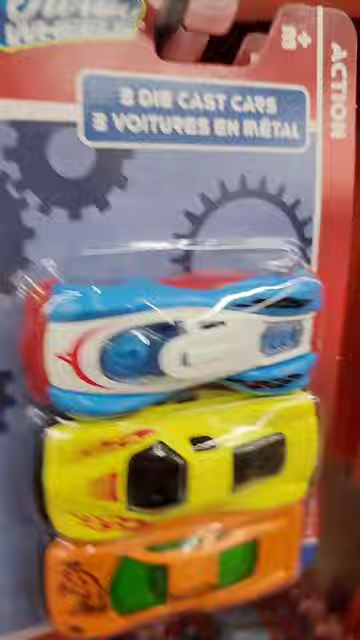 3+
ACTION
3 DIE CAST CARS
3 VOITURES EN MÉTAL